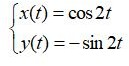 x(t) = cos 2t
y(t) = − sin 2t